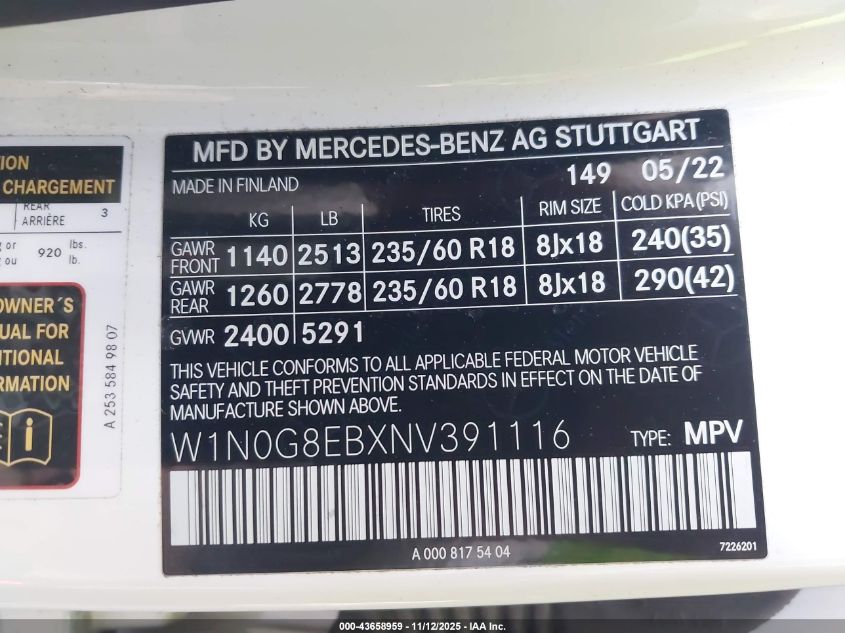 TION
CHARGEMENT
REAR
ARRIÈRE 3
or
ou 920 lbs.
lb.
OWNER´S
UAL FOR
ITIONAL
ORMATION
i
A 253 584 98 07
MFD BY MERCEDES-BENZ AG STUTTGART
MADE IN FINLAND 149 05/22
KG LB TIRES RIM SIZE COLD KPA(PSI)
GAWR FRONT 1140 2513 235/60 R18 8Jx18 240(35)
GAWR REAR 1260 2778 235/60 R18 8Jx18 290(42)
GVWR 2400 5291
THIS VEHICLE CONFORMS TO ALL APPLICABLE FEDERAL MOTOR VEHICLE
SAFETY AND THEFT PREVENTION STANDARDS IN EFFECT ON THE DATE OF
MANUFACTURE SHOWN ABOVE.
W1N0G8EBXNV391116 TYPE: MPV
A 000 817 54 04 7226201
000-43658959 - 11/12/2025 - IAA Inc.